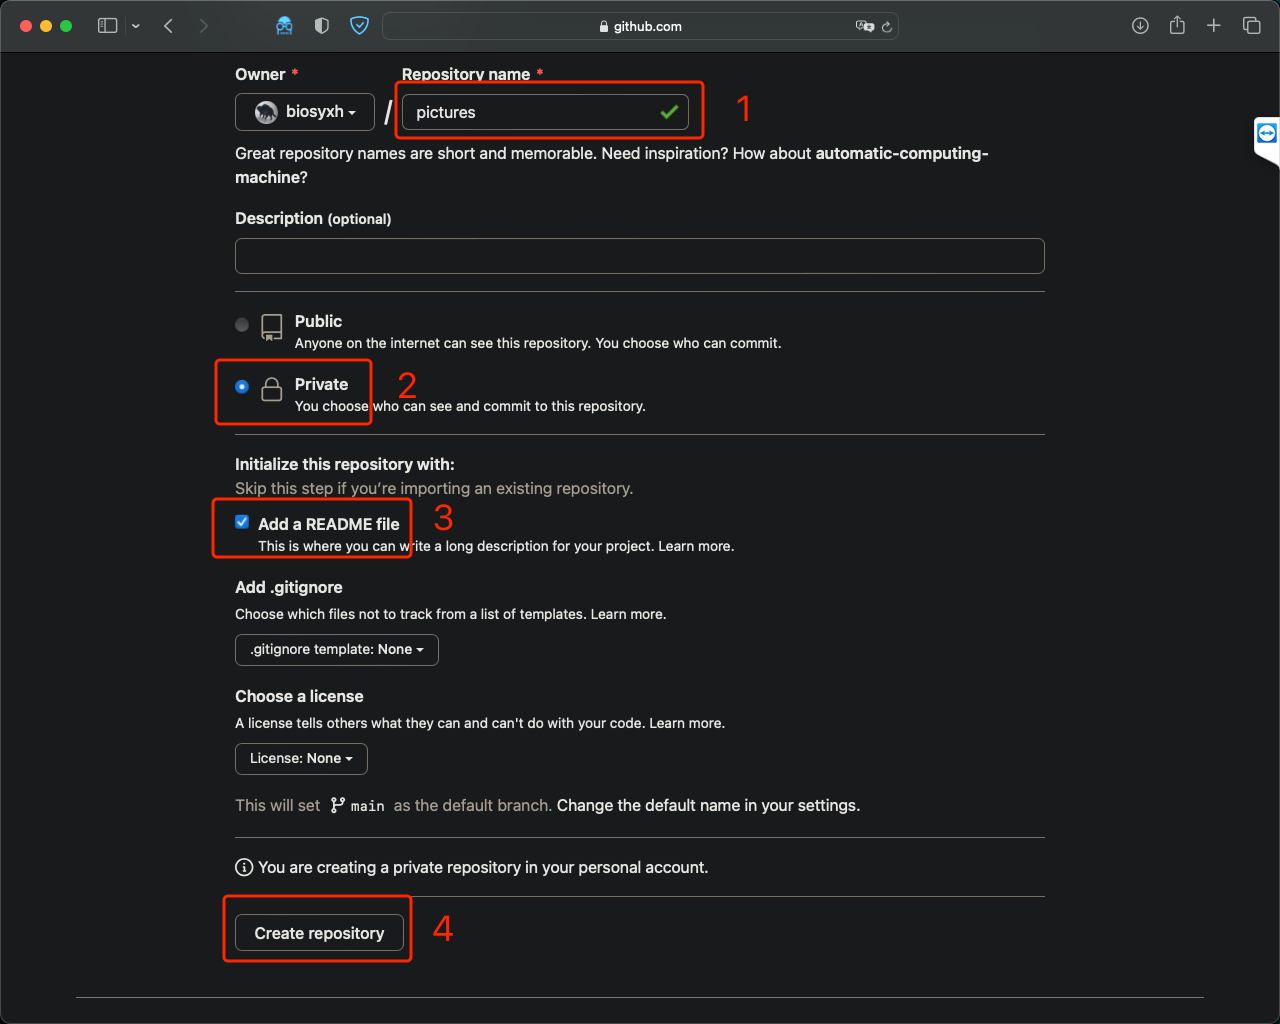 github.com
Owner *
Repository name *
biosyxh
/
pictures
1
Great repository names are short and memorable. Need inspiration? How about automatic-computing-
machine?
Description (optional)
Public
Anyone on the internet can see this repository. You choose who can commit.
Private
2
You choose who can see and commit to this repository.
Initialize this repository with:
Skip this step if you're importing an existing repository.
Add a README file
3
This is where you can write a long description for your project. Learn more.
Add .gitignore
Choose which files not to track from a list of templates. Learn more.
.gitignore template: None
Choose a license
A license tells others what they can and can't do with your code. Learn more.
License: None
This will set main as the default branch. Change the default name in your settings.
You are creating a private repository in your personal account.
Create repository
4